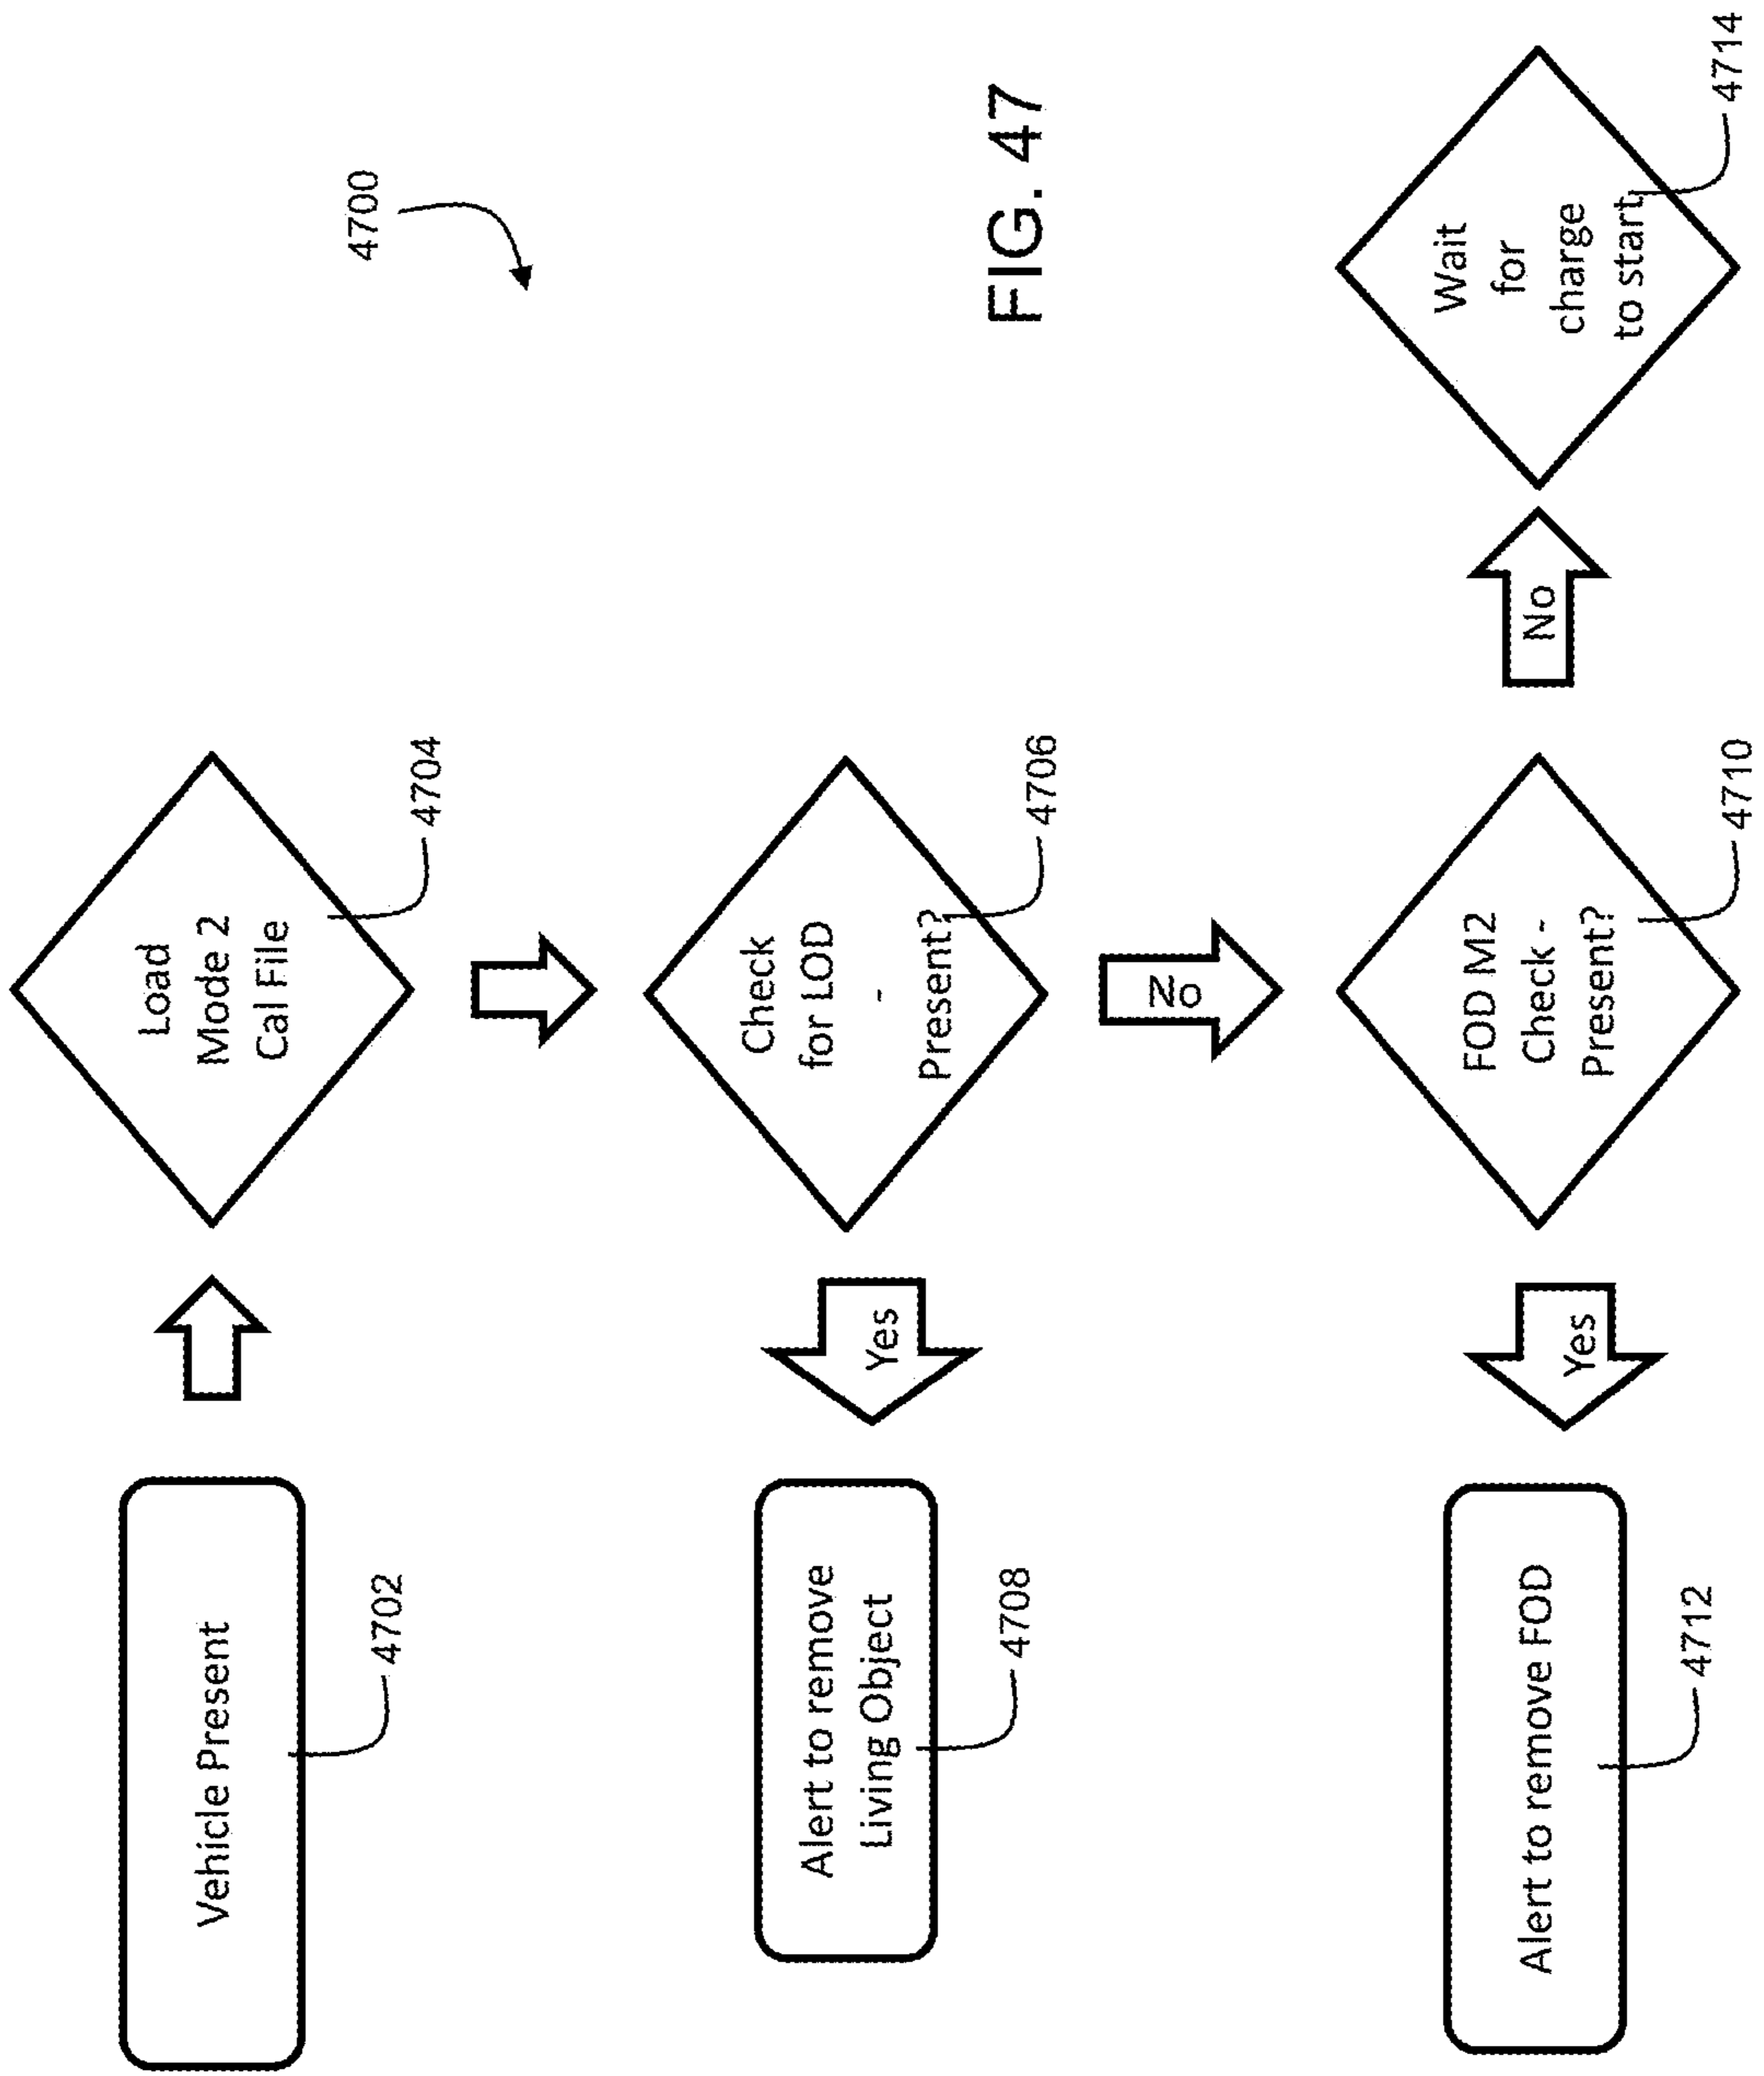 4700
Vehicle Present
4702
Load
Mode 2
Cal File
4704
Alert to remove
Living Object
4708
Yes
Check
for LOD
-
Present?
4706
No
FIG. 47
Alert to remove FOD
4712
Yes
FOD M2
Check -
Present?
4710
No
Wait
for
charge
to start
4714